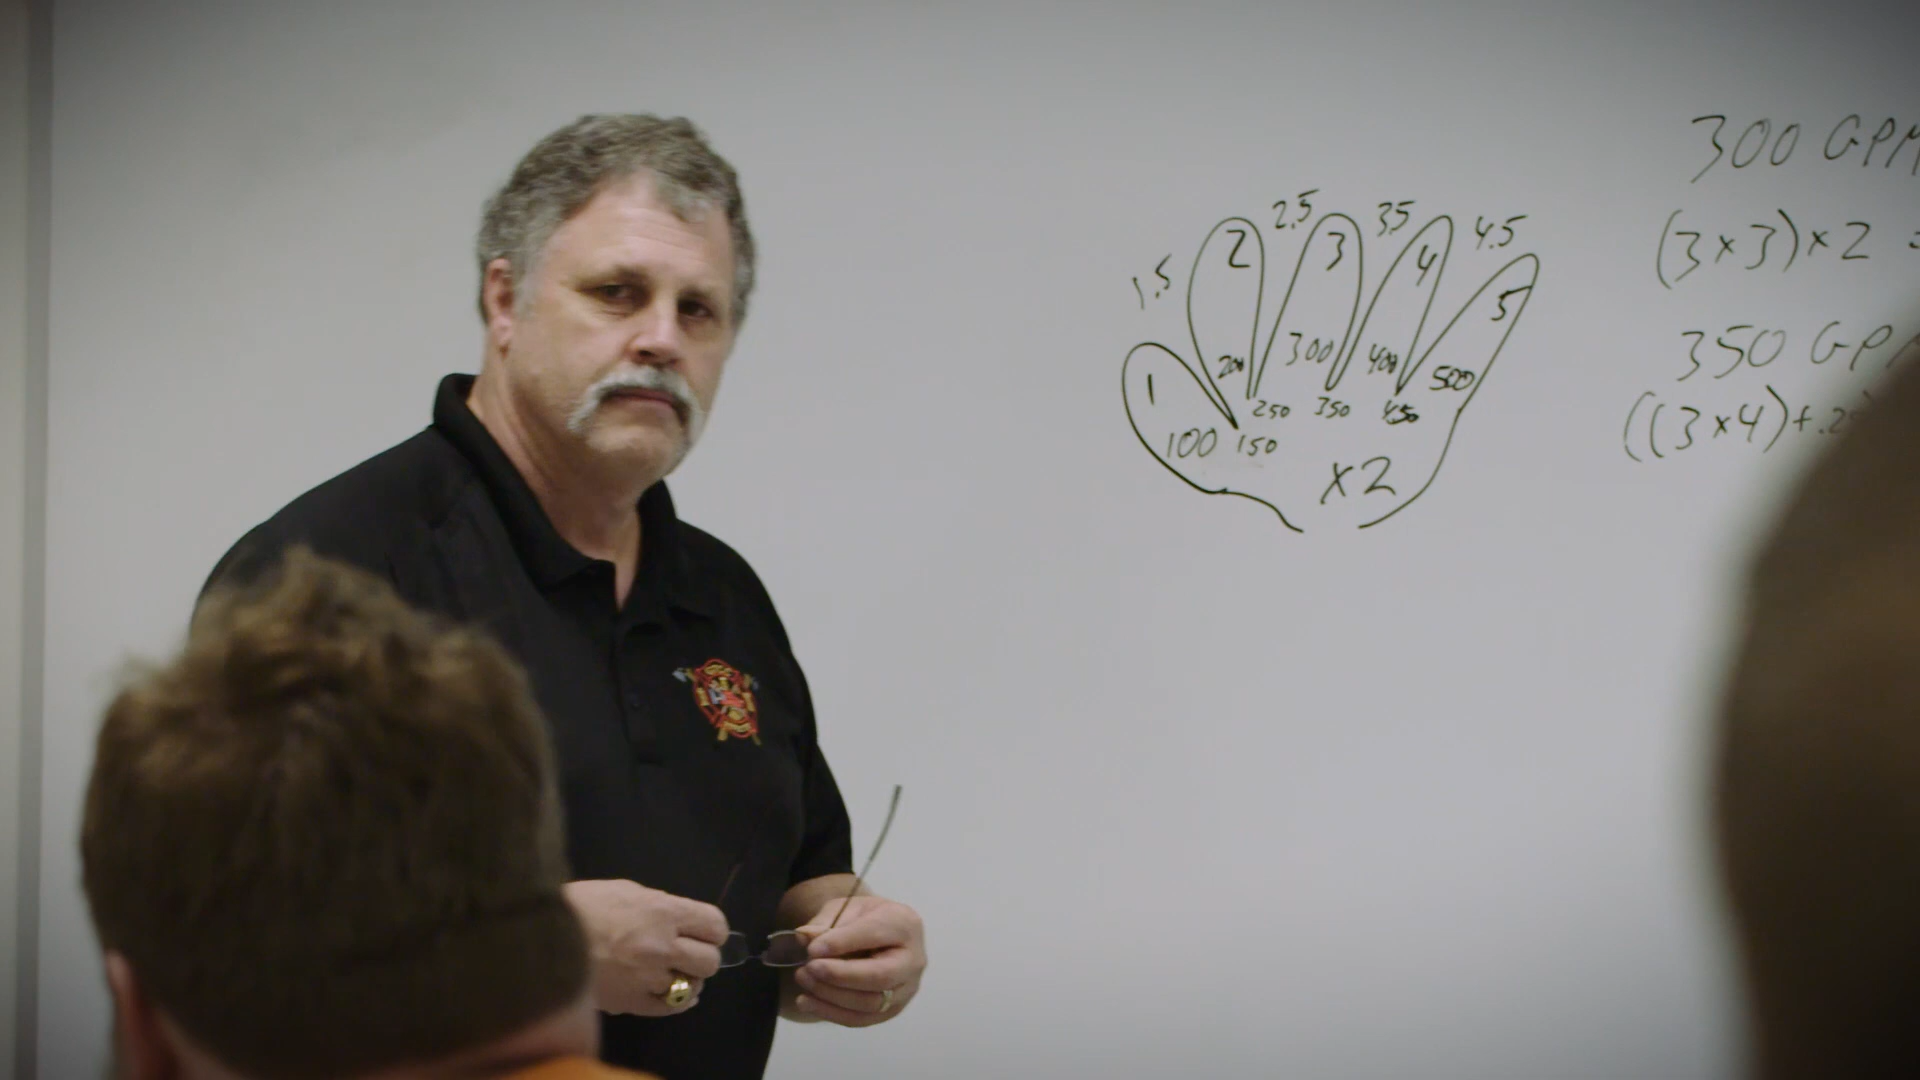 1.5 2.5 3.5 4.5
1 2 3 4 5
200 300 400 500
100 150 250 350 450
x2
300 GPM
(3x3)x2 =
350 GP
((3x4)+.25)